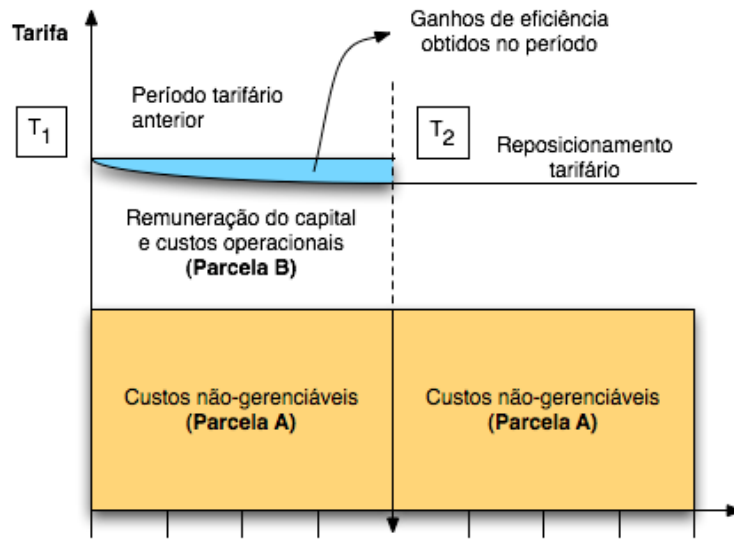 Tarifa
Ganhos de eficiência
obtidos no período
Período tarifário
anterior
T1
T2
Reposicionamento
tarifário
Remuneração do capital
e custos operacionais
(Parcela B)
Custos não-gerenciáveis
(Parcela A)
Custos não-gerenciáveis
(Parcela A)